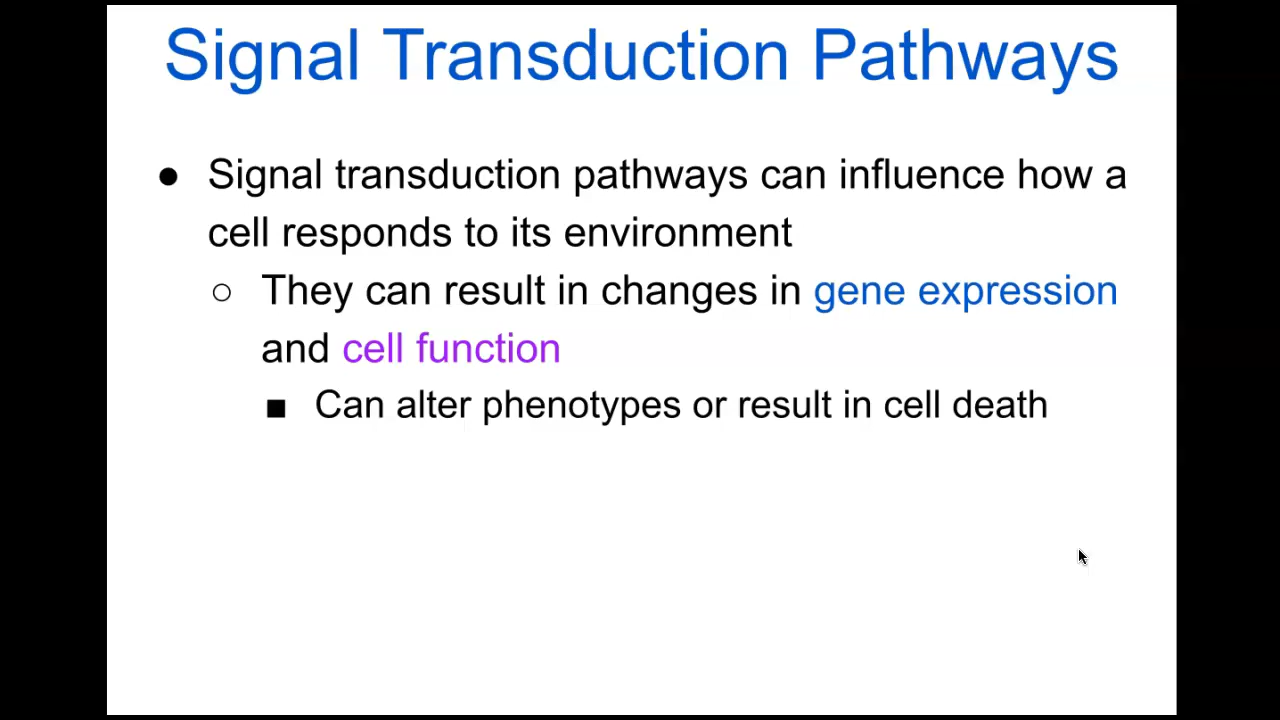 Signal Transduction Pathways
● Signal transduction pathways can influence how a
cell responds to its environment
○ They can result in changes in gene expression
and cell function
■ Can alter phenotypes or result in cell death